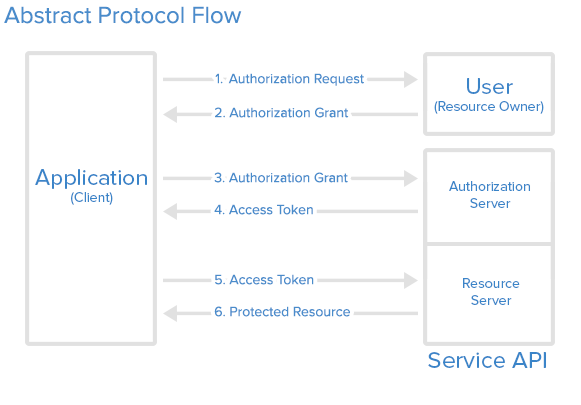 Abstract Protocol Flow
Application
(Client)
1. Authorization Request
2. Authorization Grant
3. Authorization Grant
4. Access Token
5. Access Token
6. Protected Resource
User
(Resource Owner)
Authorization
Server
Resource
Server
Service API